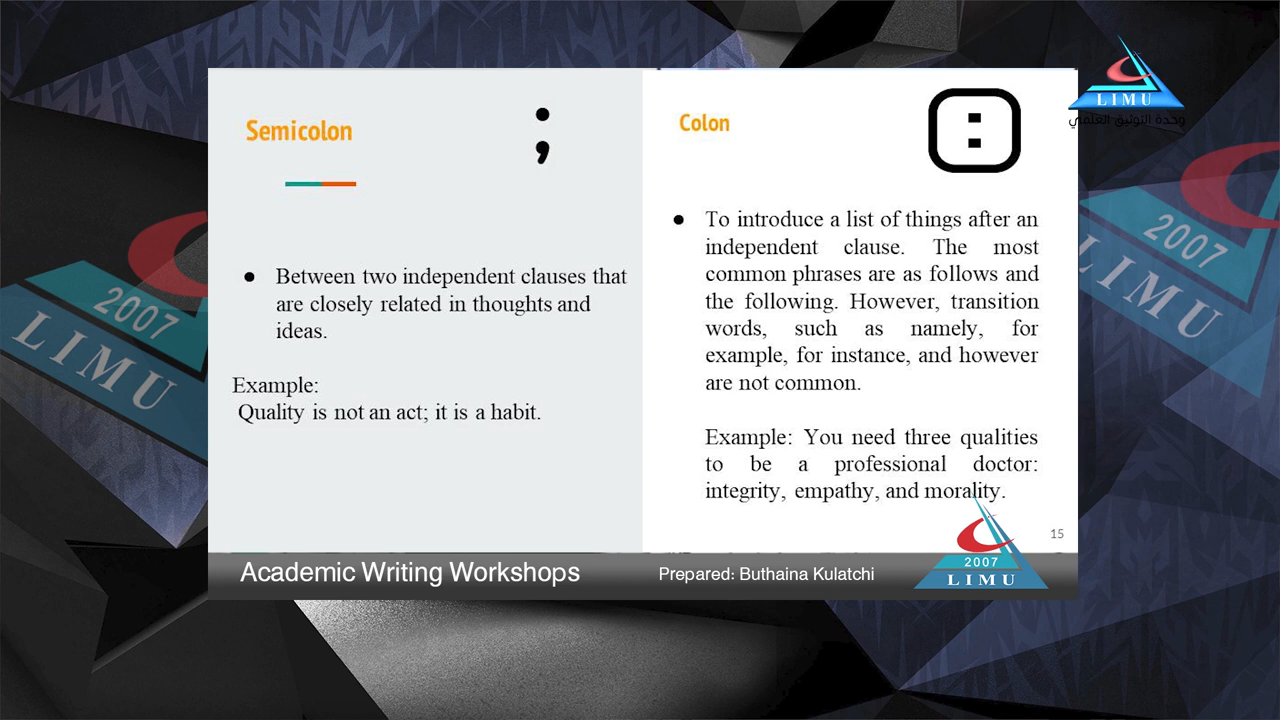 Semicolon
;
Between two independent clauses that
are closely related in thoughts and
ideas.
Example:
Quality is not an act; it is a habit.
Colon
:
To introduce a list of things after an
independent clause. The most
common phrases are as follows and
the following. However, transition
words, such as namely, for
example, for instance, and however
are not common.
Example: You need three qualities
to be a professional doctor:
integrity, empathy, and morality.
15
Academic Writing Workshops
Prepared: Buthaina Kulatchi
2007
LIMU
LIMU
وحدة التوثيق العلمي
2007
LIMU
2007
LIMU